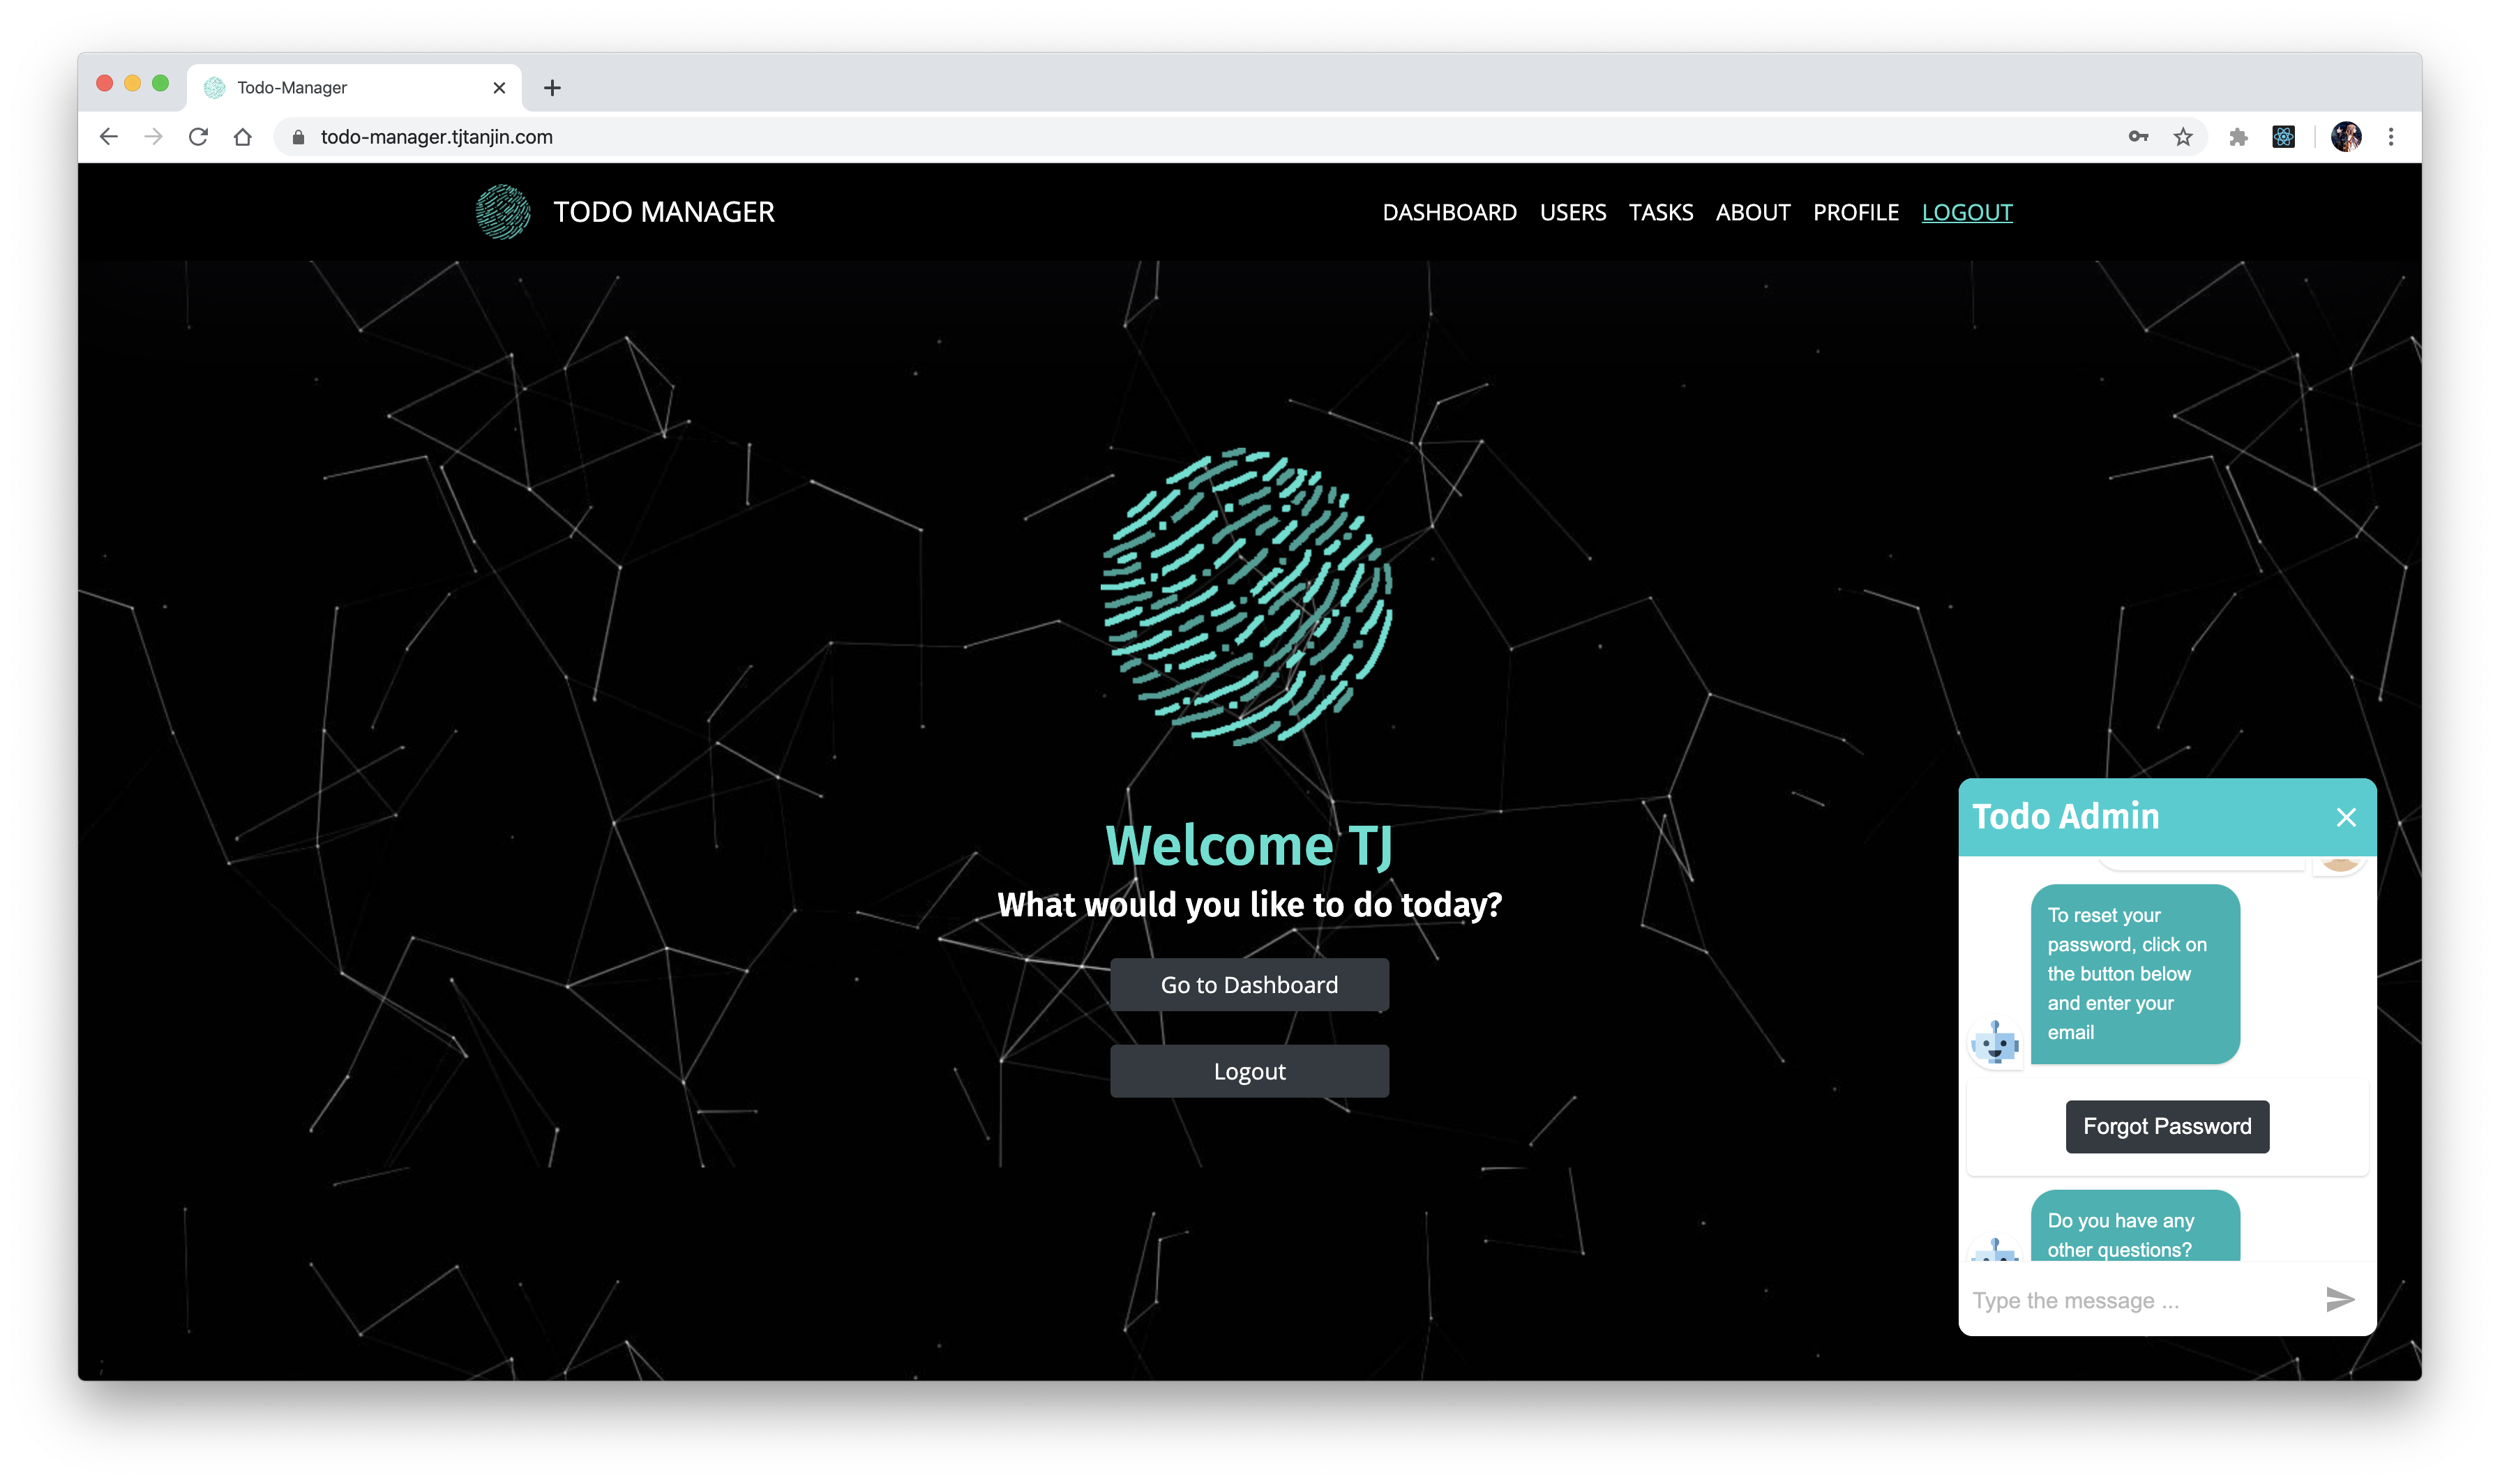 Todo-Manager
todo-manager.tjtanjin.com
TODO MANAGER
DASHBOARD USERS TASKS ABOUT PROFILE LOGOUT
Welcome TJ
What would you like to do today?
Go to Dashboard
Logout
Todo Admin
To reset your
password, click on
the button below
and enter your
email
Forgot Password
Do you have any
other questions?
Type the message ...